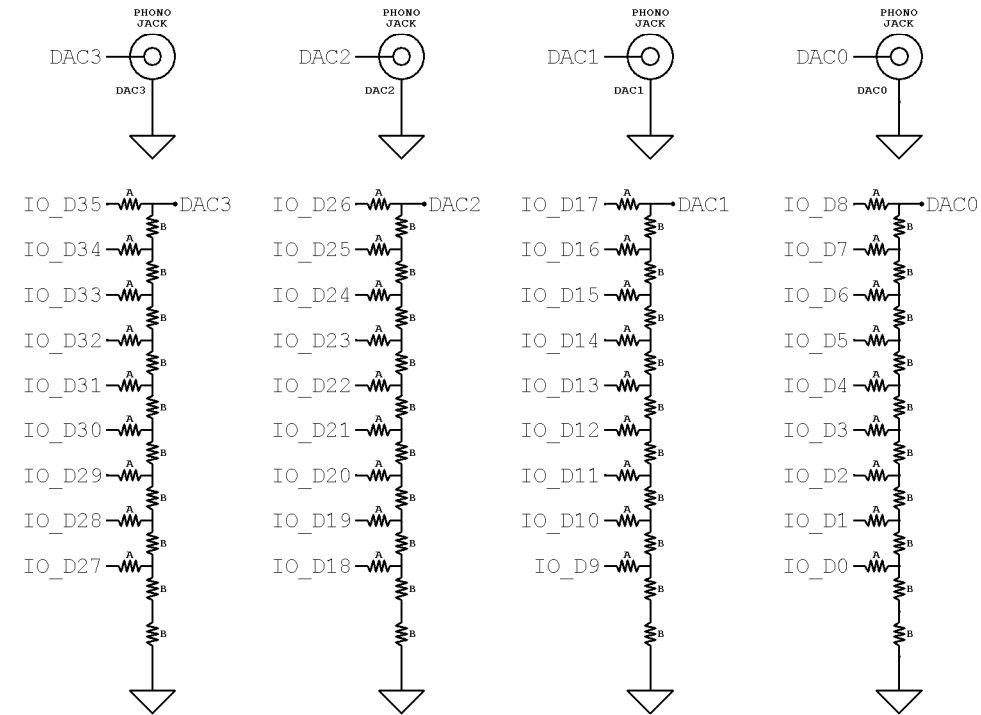 PHONO JACK PHONO JACK PHONO JACK PHONO JACK
DAC3 DAC2 DAC1 DAC0
DAC3 DAC2 DAC1 DAC0
A A A A
IO_D35 DAC3 IO_D26 DAC2 IO_D17 DAC1 IO_D8 DAC0
B B B B
A A A A
IO_D34 IO_D25 IO_D16 IO_D7
B B B B
A A A A
IO_D33 IO_D24 IO_D15 IO_D6
B B B B
A A A A
IO_D32 IO_D23 IO_D14 IO_D5
B B B B
A A A A
IO_D31 IO_D22 IO_D13 IO_D4
B B B B
A A A A
IO_D30 IO_D21 IO_D12 IO_D3
B B B B
A A A A
IO_D29 IO_D20 IO_D11 IO_D2
B B B B
A A A A
IO_D28 IO_D19 IO_D10 IO_D1
B B B B
A A A A
IO_D27 IO_D18 IO_D9 IO_D0
B B B B
B B B B